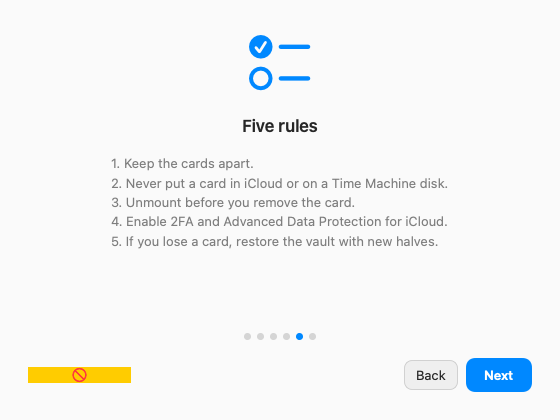 Five rules
1. Keep the cards apart.
2. Never put a card in iCloud or on a Time Machine disk.
3. Unmount before you remove the card.
4. Enable 2FA and Advanced Data Protection for iCloud.
5. If you lose a card, restore the vault with new halves.
Back
Next